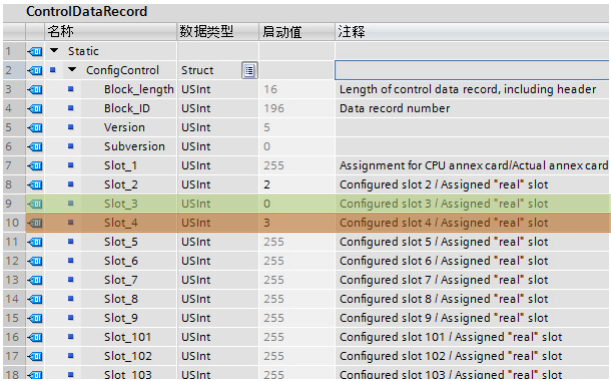 ControlDataRecord
名称 数据类型 启动值 注释
1 Static
2 ConfigControl Struct
3 Block_length USInt 16 Length of control data record, including header
4 Block_ID USInt 196 Data record number
5 Version USInt 5
6 Subversion USInt 0
7 Slot_1 USInt 255 Assignment for CPU annex card/Actual annex card
8 Slot_2 USInt 2 Configured slot 2 / Assigned "real" slot
9 Slot_3 USInt 0 Configured slot 3 / Assigned "real" slot
10 Slot_4 USInt 3 Configured slot 4 / Assigned "real" slot
11 Slot_5 USInt 255 Configured slot 5 / Assigned "real" slot
12 Slot_6 USInt 255 Configured slot 6 / Assigned "real" slot
13 Slot_7 USInt 255 Configured slot 7 / Assigned "real" slot
14 Slot_8 USInt 255 Configured slot 8 / Assigned "real" slot
15 Slot_9 USInt 255 Configured slot 9 / Assigned "real" slot
16 Slot_101 USInt 255 Configured slot 101 / Assigned "real" slot
17 Slot_102 USInt 255 Configured slot 102 / Assigned "real" slot
18 Slot_103 USInt 255 Configured slot 103 / Assigned "real" slot